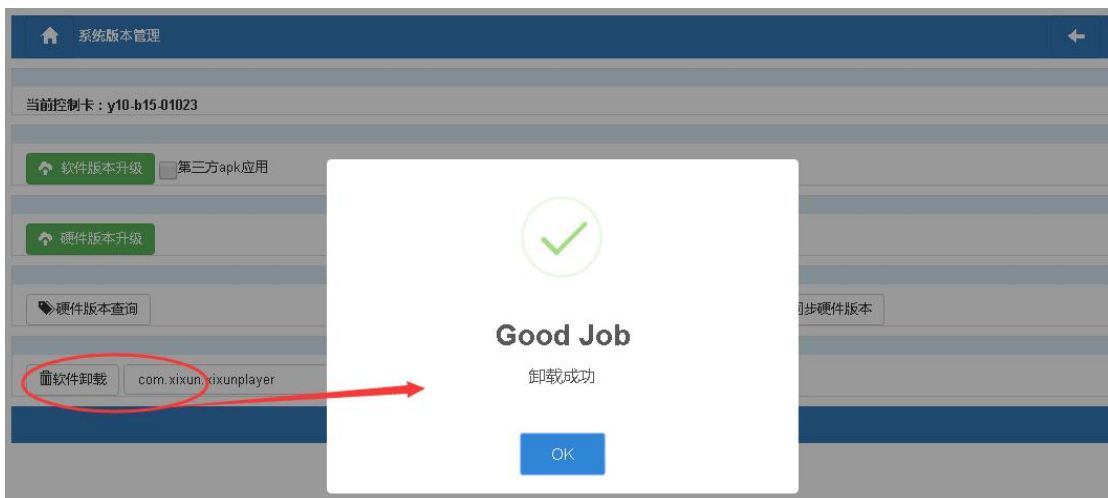 系统版本管理
当前控制卡：y10-b15-01023
软件版本升级 第三方apk应用
硬件版本升级
硬件版本查询
步硬件版本
软件卸载 com.xixun.xixunplayer
Good Job
卸载成功
OK